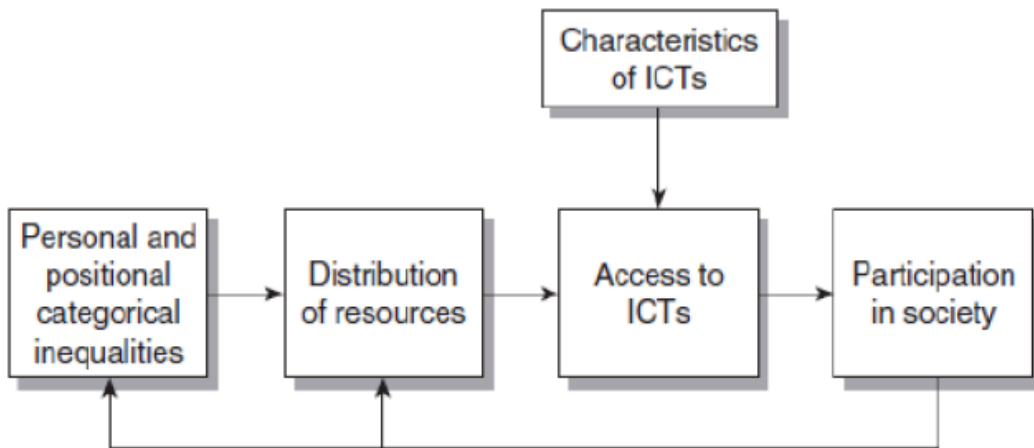 Characteristics
of ICTs
Personal and
positional
categorical
inequalities
Distribution
of resources
Access to
ICTs
Participation
in society